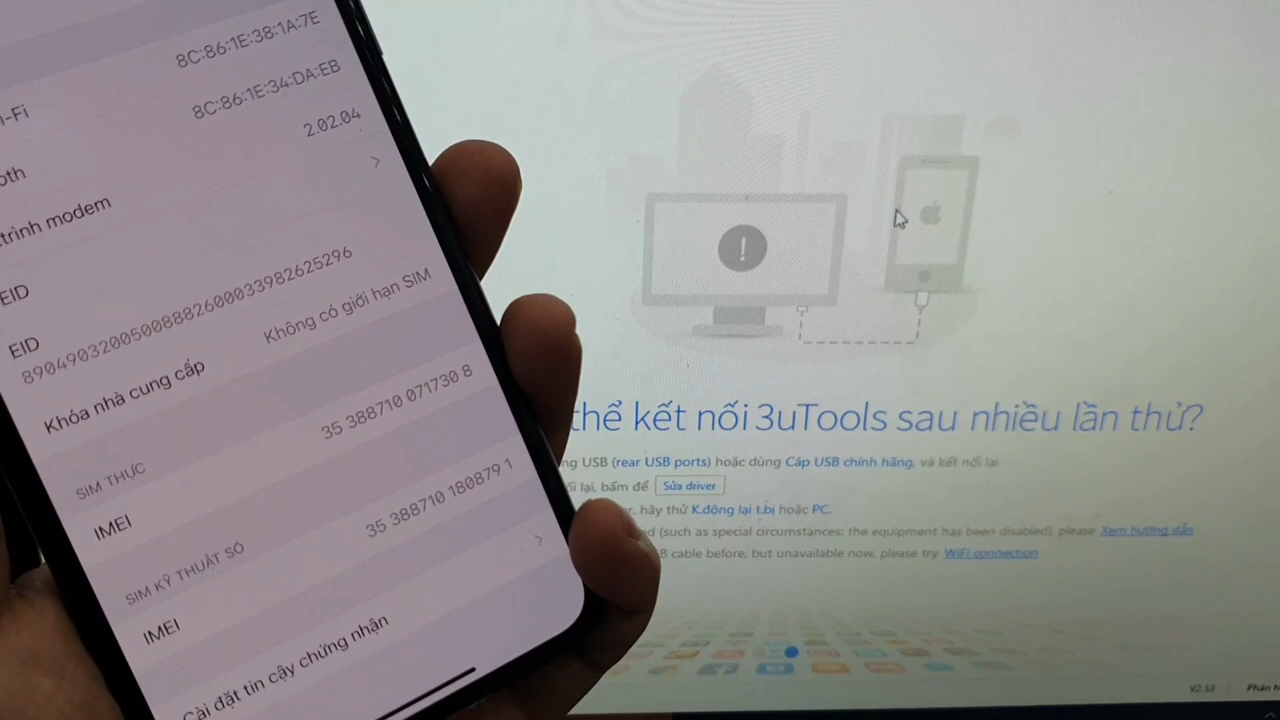 8C:86:1E:38:1A:7E
i-Fi
8C:86:1E:34:DA:EB
oth
2.02.04
trình modem
EID
EID
89049032005008882600033982625296
Khóa nhà cung cấp
Không có giới hạn SIM
SIM THỰC
IMEI
35 388710 071730 8
SIM KỸ THUẬT SỐ
IMEI
35 388710 180879 1
Cài đặt tin cậy chứng nhận
thể kết nối 3uTools sau nhiều lần thử?
ng USB (rear USB ports) hoặc dùng Cáp USB chính hãng, và kết nối lại
ối lại, bấm để Sửa driver
r, hãy thử K.động lại t.bị hoặc PC.
d (such as special circumstances: the equipment has been disabled), please Xem hướng dẫn
B cable before, but unavailable now, please try WiFi connection
V2.53
Phản h